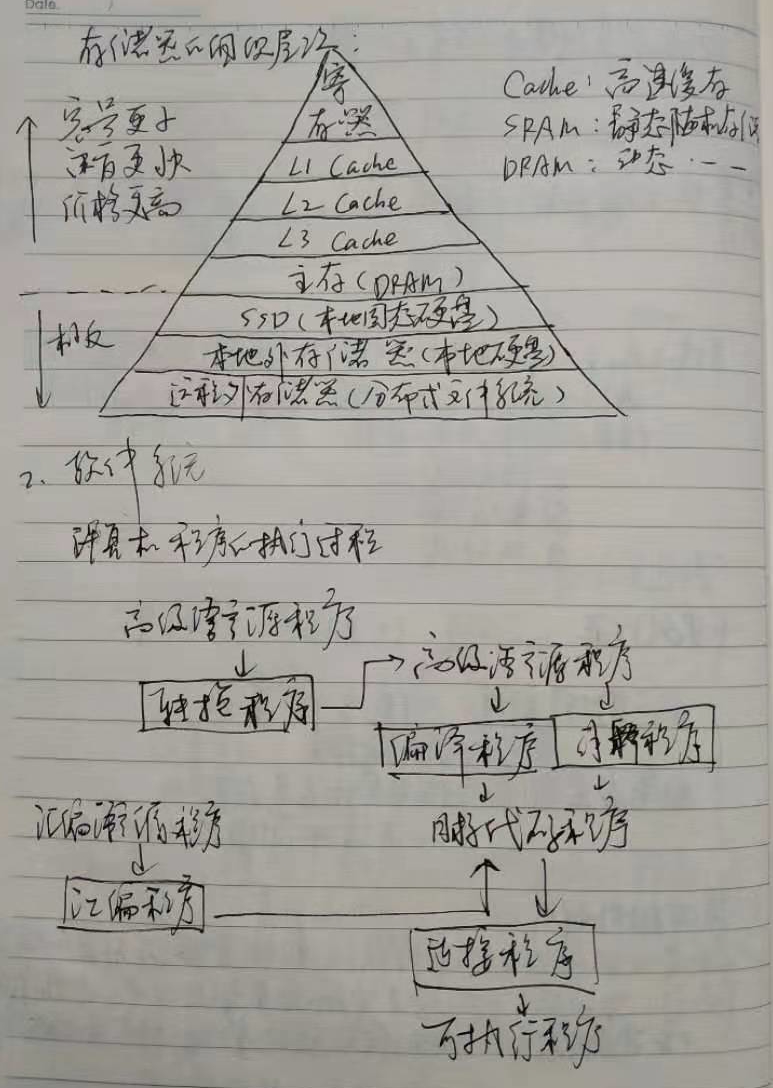 Date.
存储器的组织层次:
寄
存器
L1 Cache
L2 Cache
L3 Cache
主存(DRAM)
SSD(本地固态硬盘)
本地外存储器(本地硬盘)
远程外存储器(分布式文件系统)
容量更小
速度更快
价格更高
相反
Cache: 高速缓存
SRAM: 静态随机存储
DRAM: 动态 ·—
2. 软件系统
计算机程序的执行过程
高级语言源程序
转换程序
高级语言源程序
编译程序
程序
汇编语言源程序
目标代码程序
汇编程序
连接程序
可执行程序